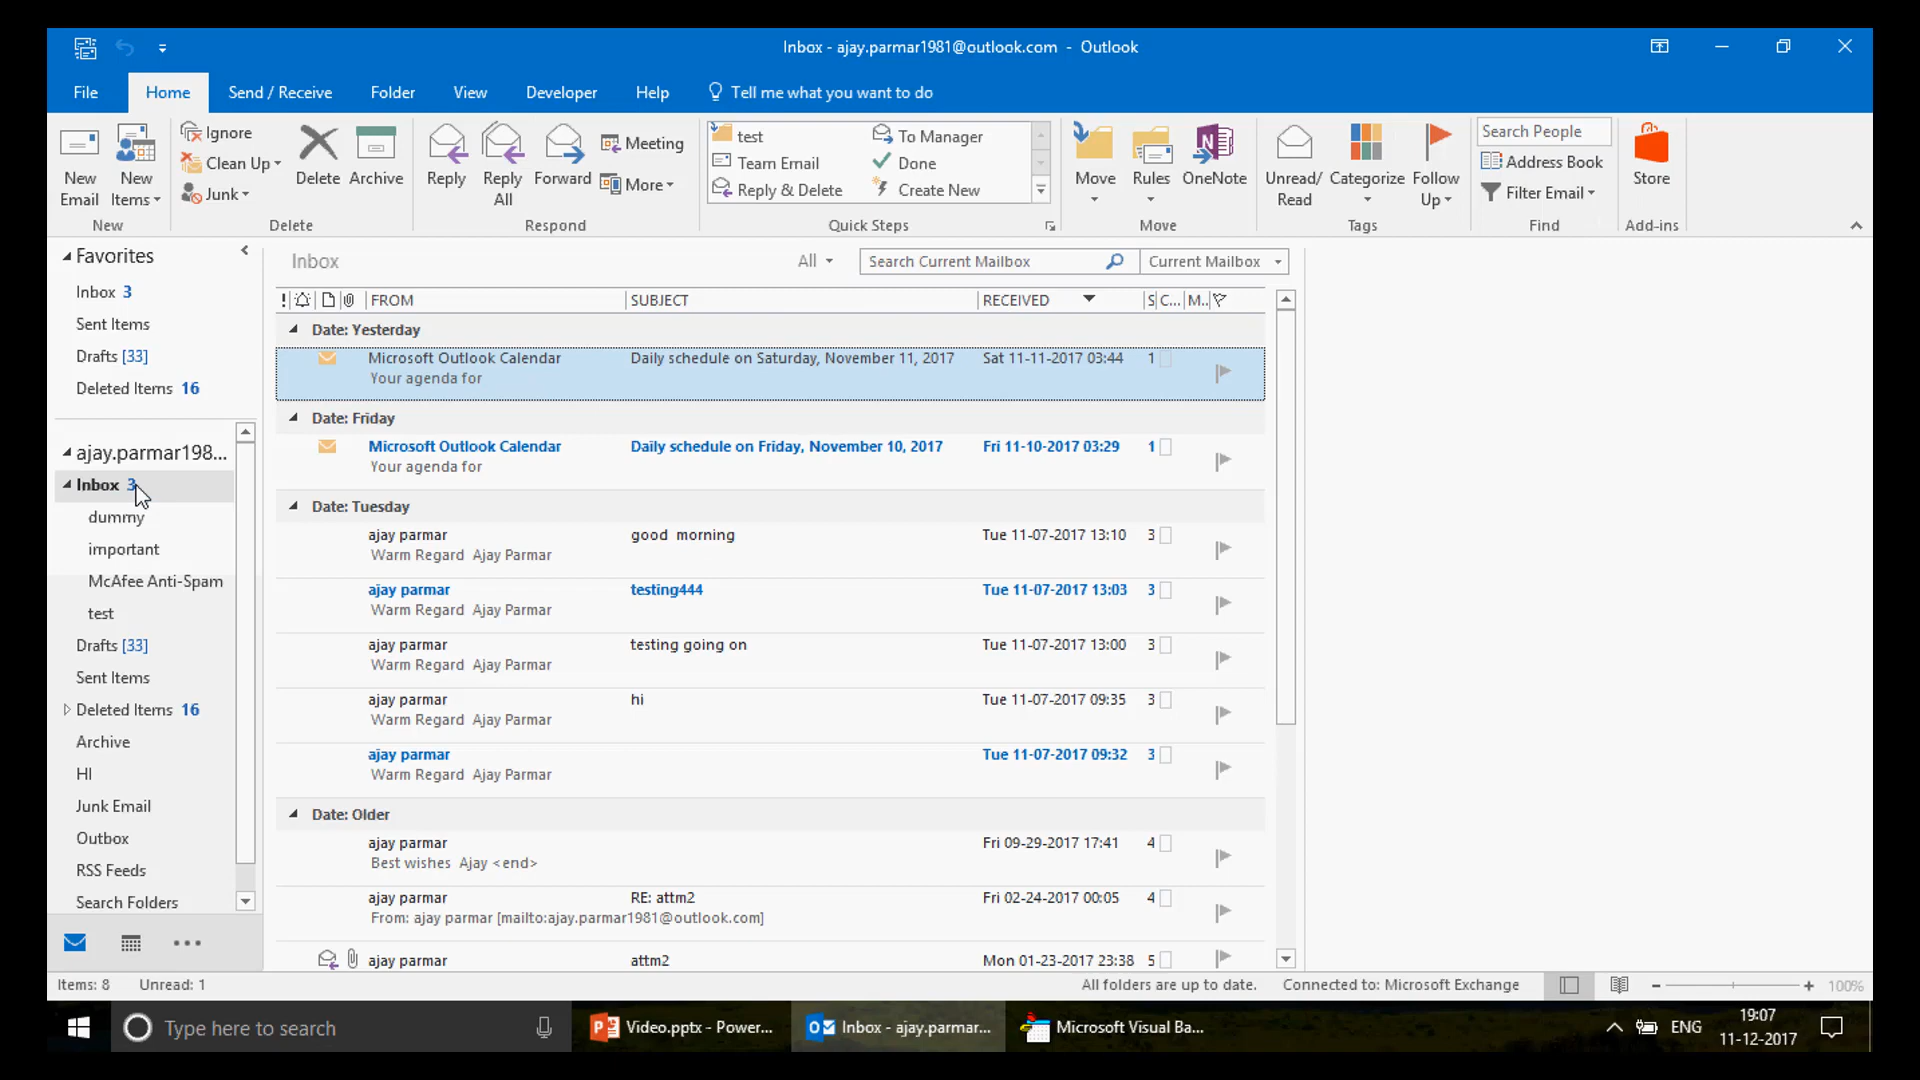 Inbox - ajay.parmar1981@outlook.com - Outlook
File Home Send / Receive Folder View Developer Help Tell me what you want to do
New Email
New Items
New
Ignore
Clean Up
Junk
Delete
Archive
Delete
Reply
Reply All
Forward
Meeting
More
Respond
test
Team Email
Reply & Delete
To Manager
Done
Create New
Quick Steps
Move
Rules
OneNote
Move
Unread/ Read
Categorize
Follow Up
Tags
Search People
Address Book
Filter Email
Find
Store
Add-ins
Favorites
Inbox 3
Sent Items
Drafts [33]
Deleted Items 16
ajay.parmar198...
Inbox 3
dummy
important
McAfee Anti-Spam
test
Drafts [33]
Sent Items
Deleted Items 16
Archive
HI
Junk Email
Outbox
RSS Feeds
Search Folders
Inbox All Search Current Mailbox Current Mailbox
! FROM SUBJECT RECEIVED S C... M..
Date: Yesterday
Microsoft Outlook Calendar Daily schedule on Saturday, November 11, 2017 Sat 11-11-2017 03:44 1
Your agenda for
Date: Friday
Microsoft Outlook Calendar Daily schedule on Friday, November 10, 2017 Fri 11-10-2017 03:29 1
Your agenda for
Date: Tuesday
ajay parmar good morning Tue 11-07-2017 13:10 3
Warm Regard Ajay Parmar
ajay parmar testing444 Tue 11-07-2017 13:03 3
Warm Regard Ajay Parmar
ajay parmar testing going on Tue 11-07-2017 13:00 3
Warm Regard Ajay Parmar
ajay parmar hi Tue 11-07-2017 09:35 3
Warm Regard Ajay Parmar
ajay parmar Tue 11-07-2017 09:32 3
Warm Regard Ajay Parmar
Date: Older
ajay parmar Fri 09-29-2017 17:41 4
Best wishes Ajay <end>
ajay parmar RE: attm2 Fri 02-24-2017 00:05 4
From: ajay parmar [mailto:ajay.parmar1981@outlook.com]
ajay parmar attm2 Mon 01-23-2017 23:38 5
Items: 8 Unread: 1 All folders are up to date. Connected to: Microsoft Exchange 100%
Type here to search Video.pptx - Power... Inbox - ajay.parmar... Microsoft Visual Ba... ENG 19:07
11-12-2017